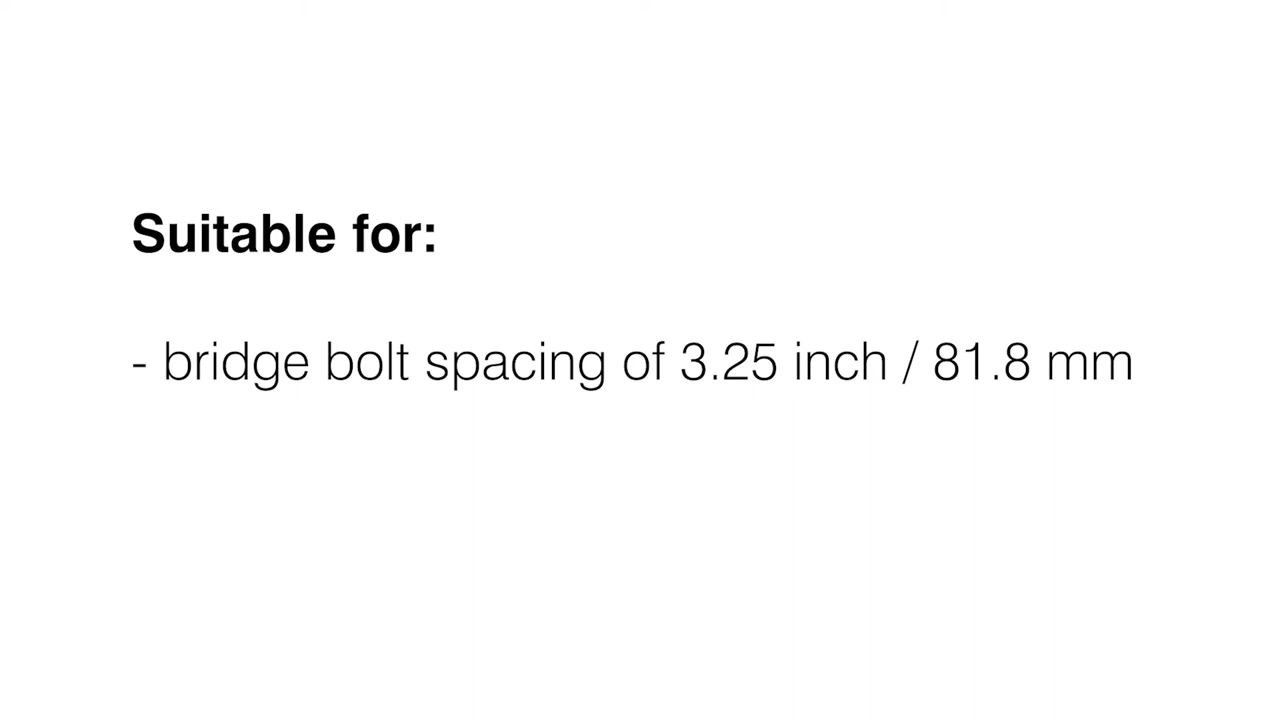 Suitable for:
- bridge bolt spacing of 3.25 inch / 81.8 mm